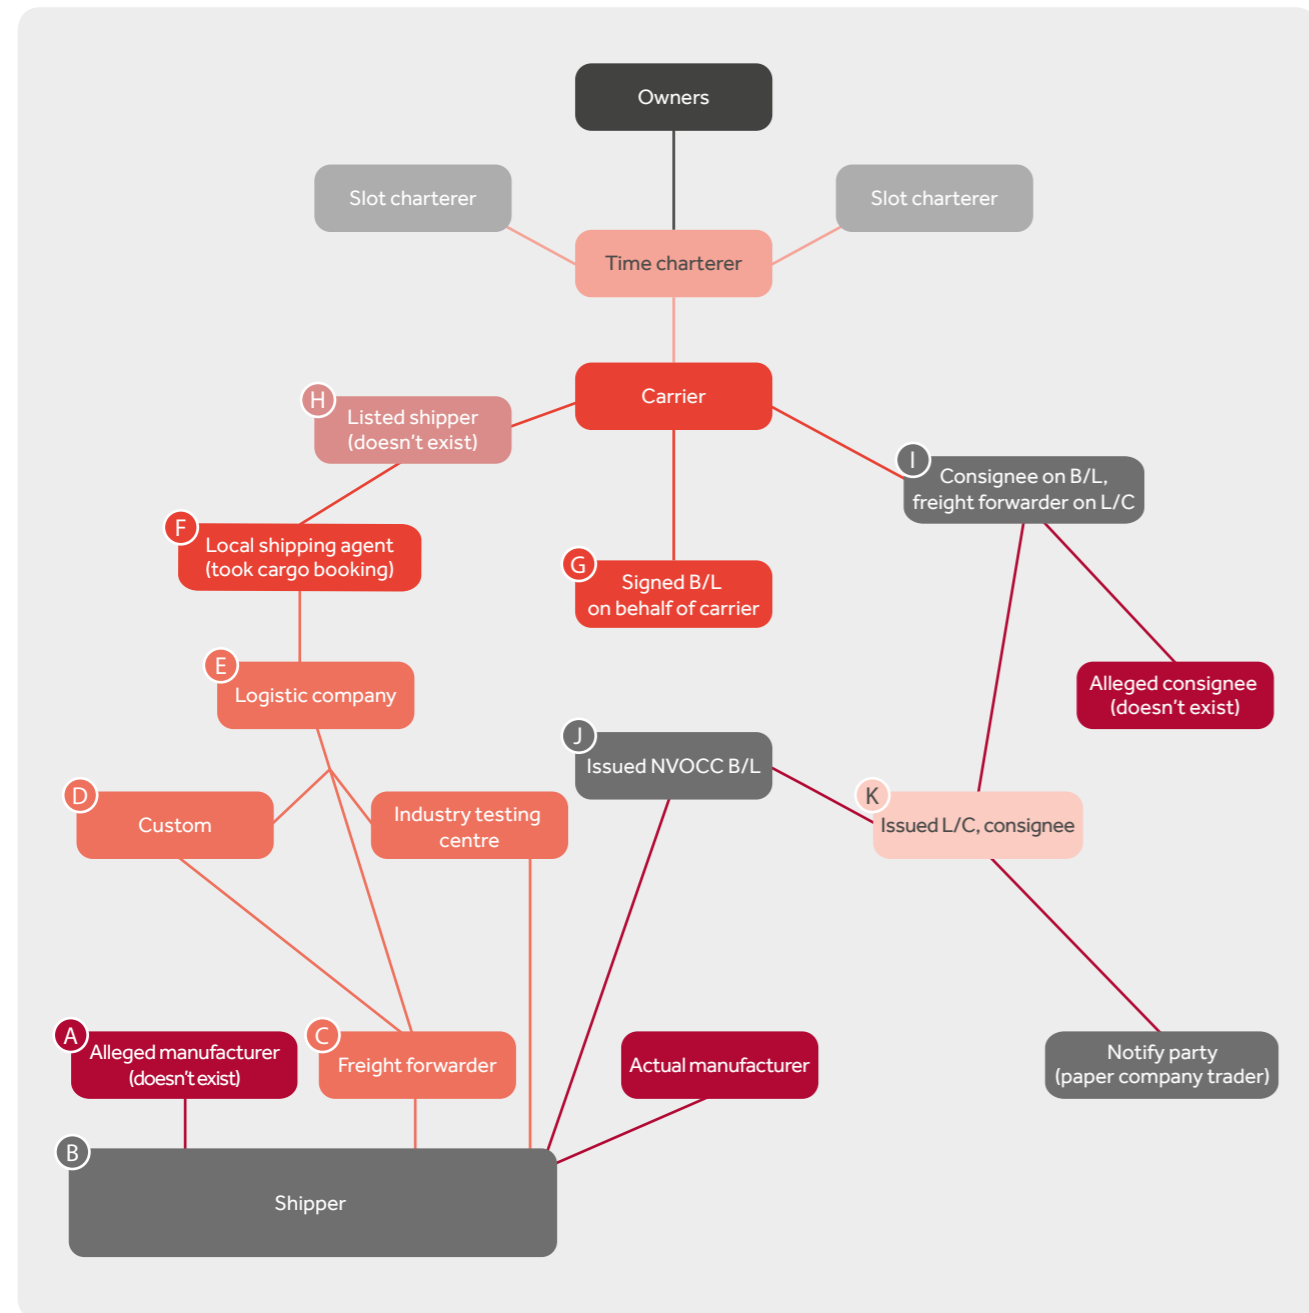 Owners
Slot charterer
Slot charterer
Time charterer
Carrier
H
Listed shipper
(doesn't exist)
I
Consignee on B/L,
freight forwarder on L/C
F
Local shipping agent
(took cargo booking)
G
Signed B/L
on behalf of carrier
E
Logistic company
Alleged consignee
(doesn't exist)
J
Issued NVOCC B/L
D
Custom
Industry testing
centre
K
Issued L/C, consignee
A
Alleged manufacturer
(doesn't exist)
C
Freight forwarder
Actual manufacturer
Notify party
(paper company trader)
B
Shipper